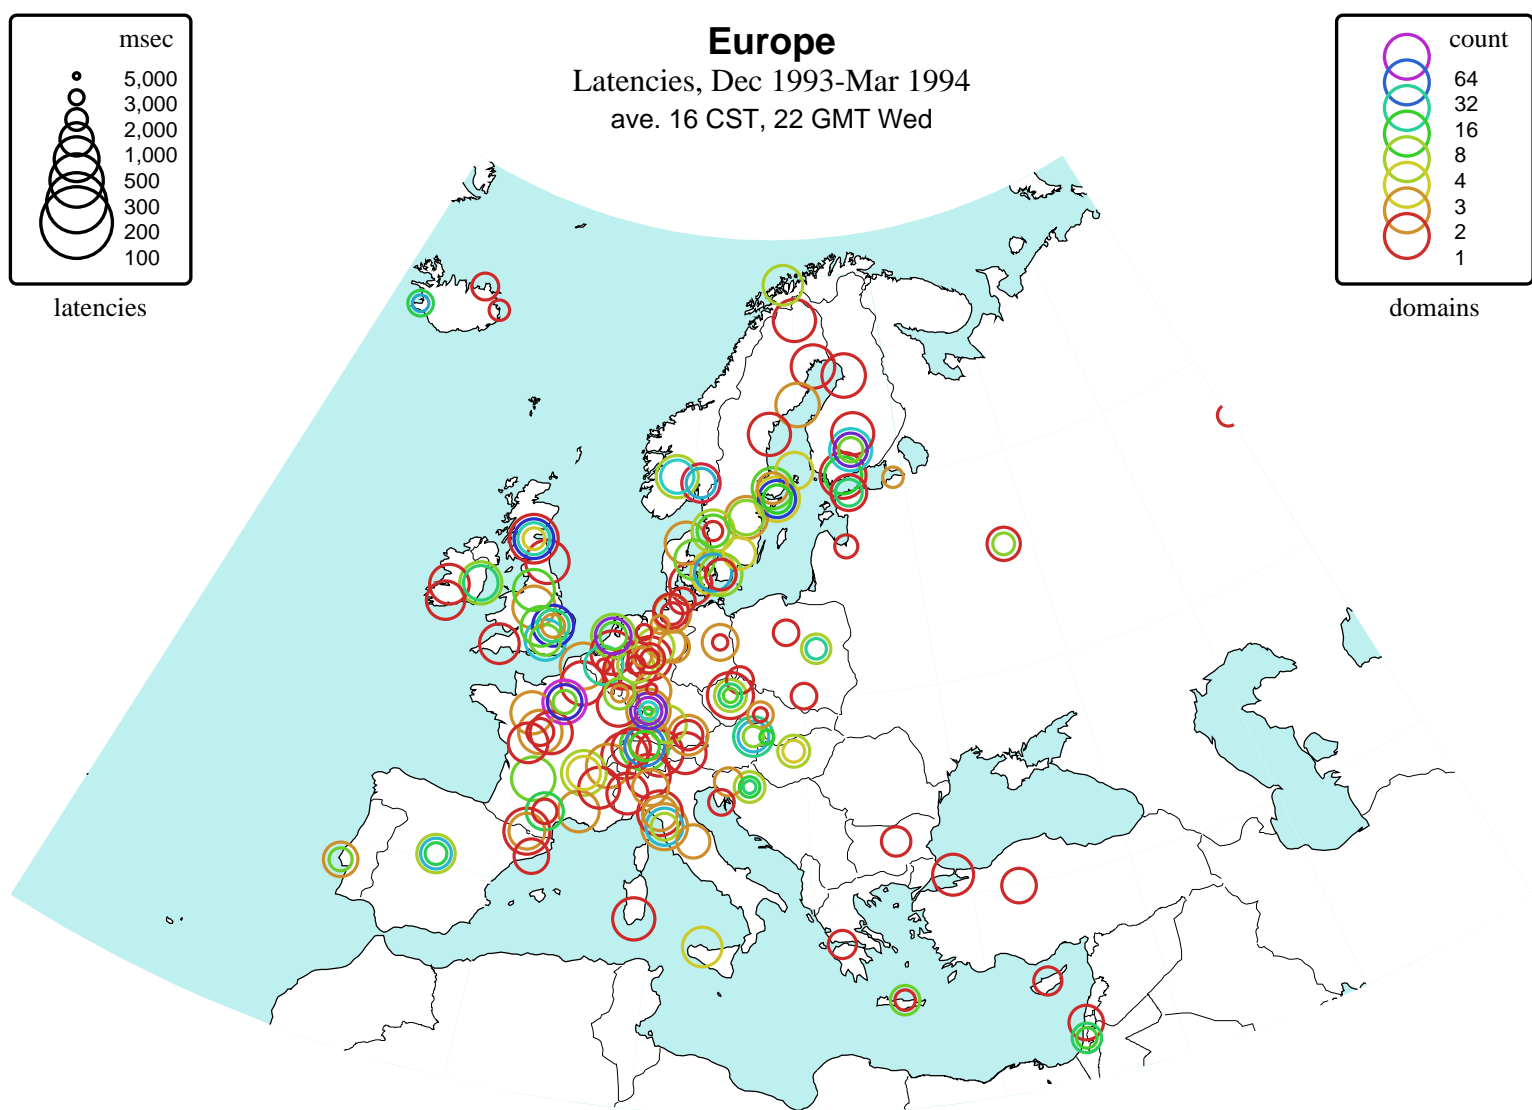 Europe
Latencies, Dec 1993-Mar 1994
ave. 16 CST, 22 GMT Wed
msec
5,000
3,000
2,000
1,000
500
300
200
100
latencies
count
64
32
16
8
4
3
2
1
domains